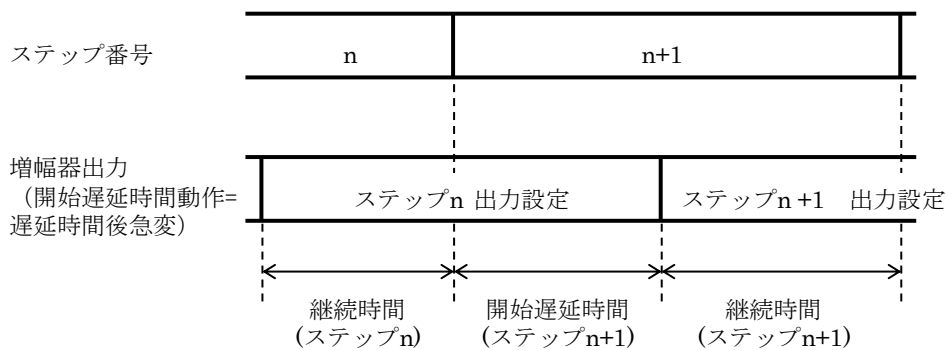 ステップ番号
n
n+1
増幅器出力
（開始遅延時間動作=
遅延時間後急変）
ステップn 出力設定
ステップn +1 出力設定
継続時間
(ステップn)
開始遅延時間
(ステップn+1)
継続時間
(ステップn+1)